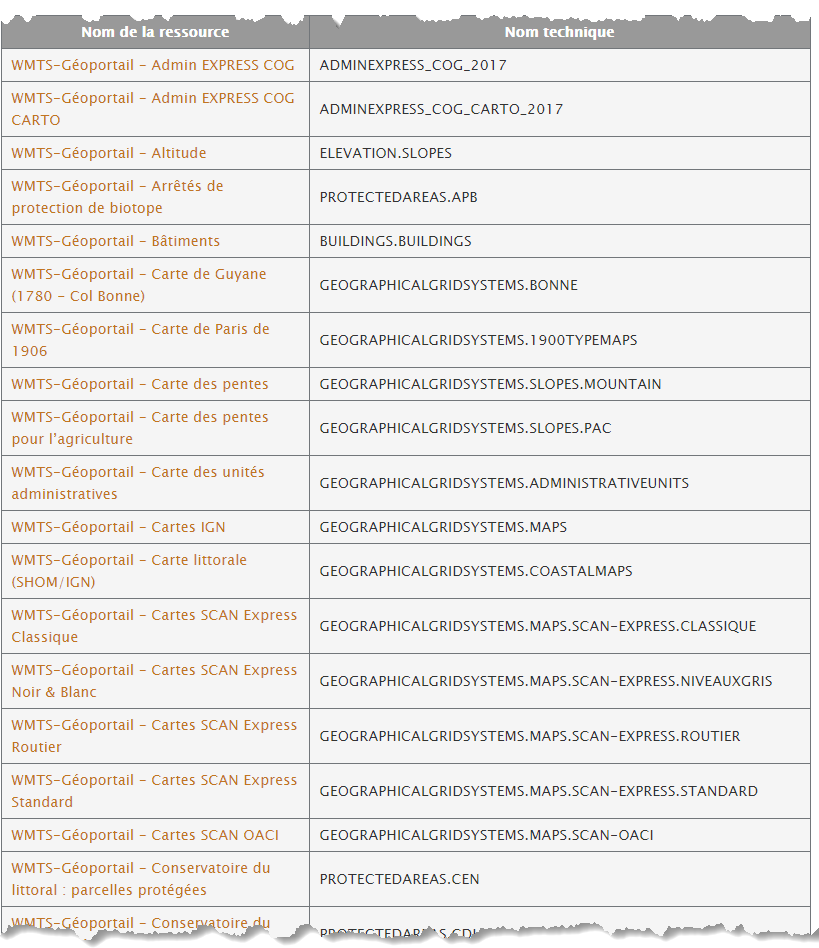 Nom de la ressource Nom technique
WMTS-Géoportail - Admin EXPRESS COG ADMINEXPRESS_COG_2017
WMTS-Géoportail - Admin EXPRESS COG
CARTO ADMINEXPRESS_COG_CARTO_2017
WMTS-Géoportail - Altitude ELEVATION.SLOPES
WMTS-Géoportail - Arrêtés de
protection de biotope PROTECTEDAREAS.APB
WMTS-Géoportail - Bâtiments BUILDINGS.BUILDINGS
WMTS-Géoportail - Carte de Guyane
(1780 - Col Bonne) GEOGRAPHICALGRIDSYSTEMS.BONNE
WMTS-Géoportail - Carte de Paris de
1906 GEOGRAPHICALGRIDSYSTEMS.1900TYPEMAPS
WMTS-Géoportail - Carte des pentes GEOGRAPHICALGRIDSYSTEMS.SLOPES.MOUNTAIN
WMTS-Géoportail - Carte des pentes
pour l'agriculture GEOGRAPHICALGRIDSYSTEMS.SLOPES.PAC
WMTS-Géoportail - Carte des unités
administratives GEOGRAPHICALGRIDSYSTEMS.ADMINISTRATIVEUNITS
WMTS-Géoportail - Cartes IGN GEOGRAPHICALGRIDSYSTEMS.MAPS
WMTS-Géoportail - Carte littorale
(SHOM/IGN) GEOGRAPHICALGRIDSYSTEMS.COASTALMAPS
WMTS-Géoportail - Cartes SCAN Express
Classique GEOGRAPHICALGRIDSYSTEMS.MAPS.SCAN-EXPRESS.CLASSIQUE
WMTS-Géoportail - Cartes SCAN Express
Noir & Blanc GEOGRAPHICALGRIDSYSTEMS.MAPS.SCAN-EXPRESS.NIVEAUXGRIS
WMTS-Géoportail - Cartes SCAN Express
Routier GEOGRAPHICALGRIDSYSTEMS.MAPS.SCAN-EXPRESS.ROUTIER
WMTS-Géoportail - Cartes SCAN Express
Standard GEOGRAPHICALGRIDSYSTEMS.MAPS.SCAN-EXPRESS.STANDARD
WMTS-Géoportail - Cartes SCAN OACI GEOGRAPHICALGRIDSYSTEMS.MAPS.SCAN-OACI
WMTS-Géoportail - Conservatoire du
littoral : parcelles protégées PROTECTEDAREAS.CEN
WMTS-Géoportail - Conservatoire du